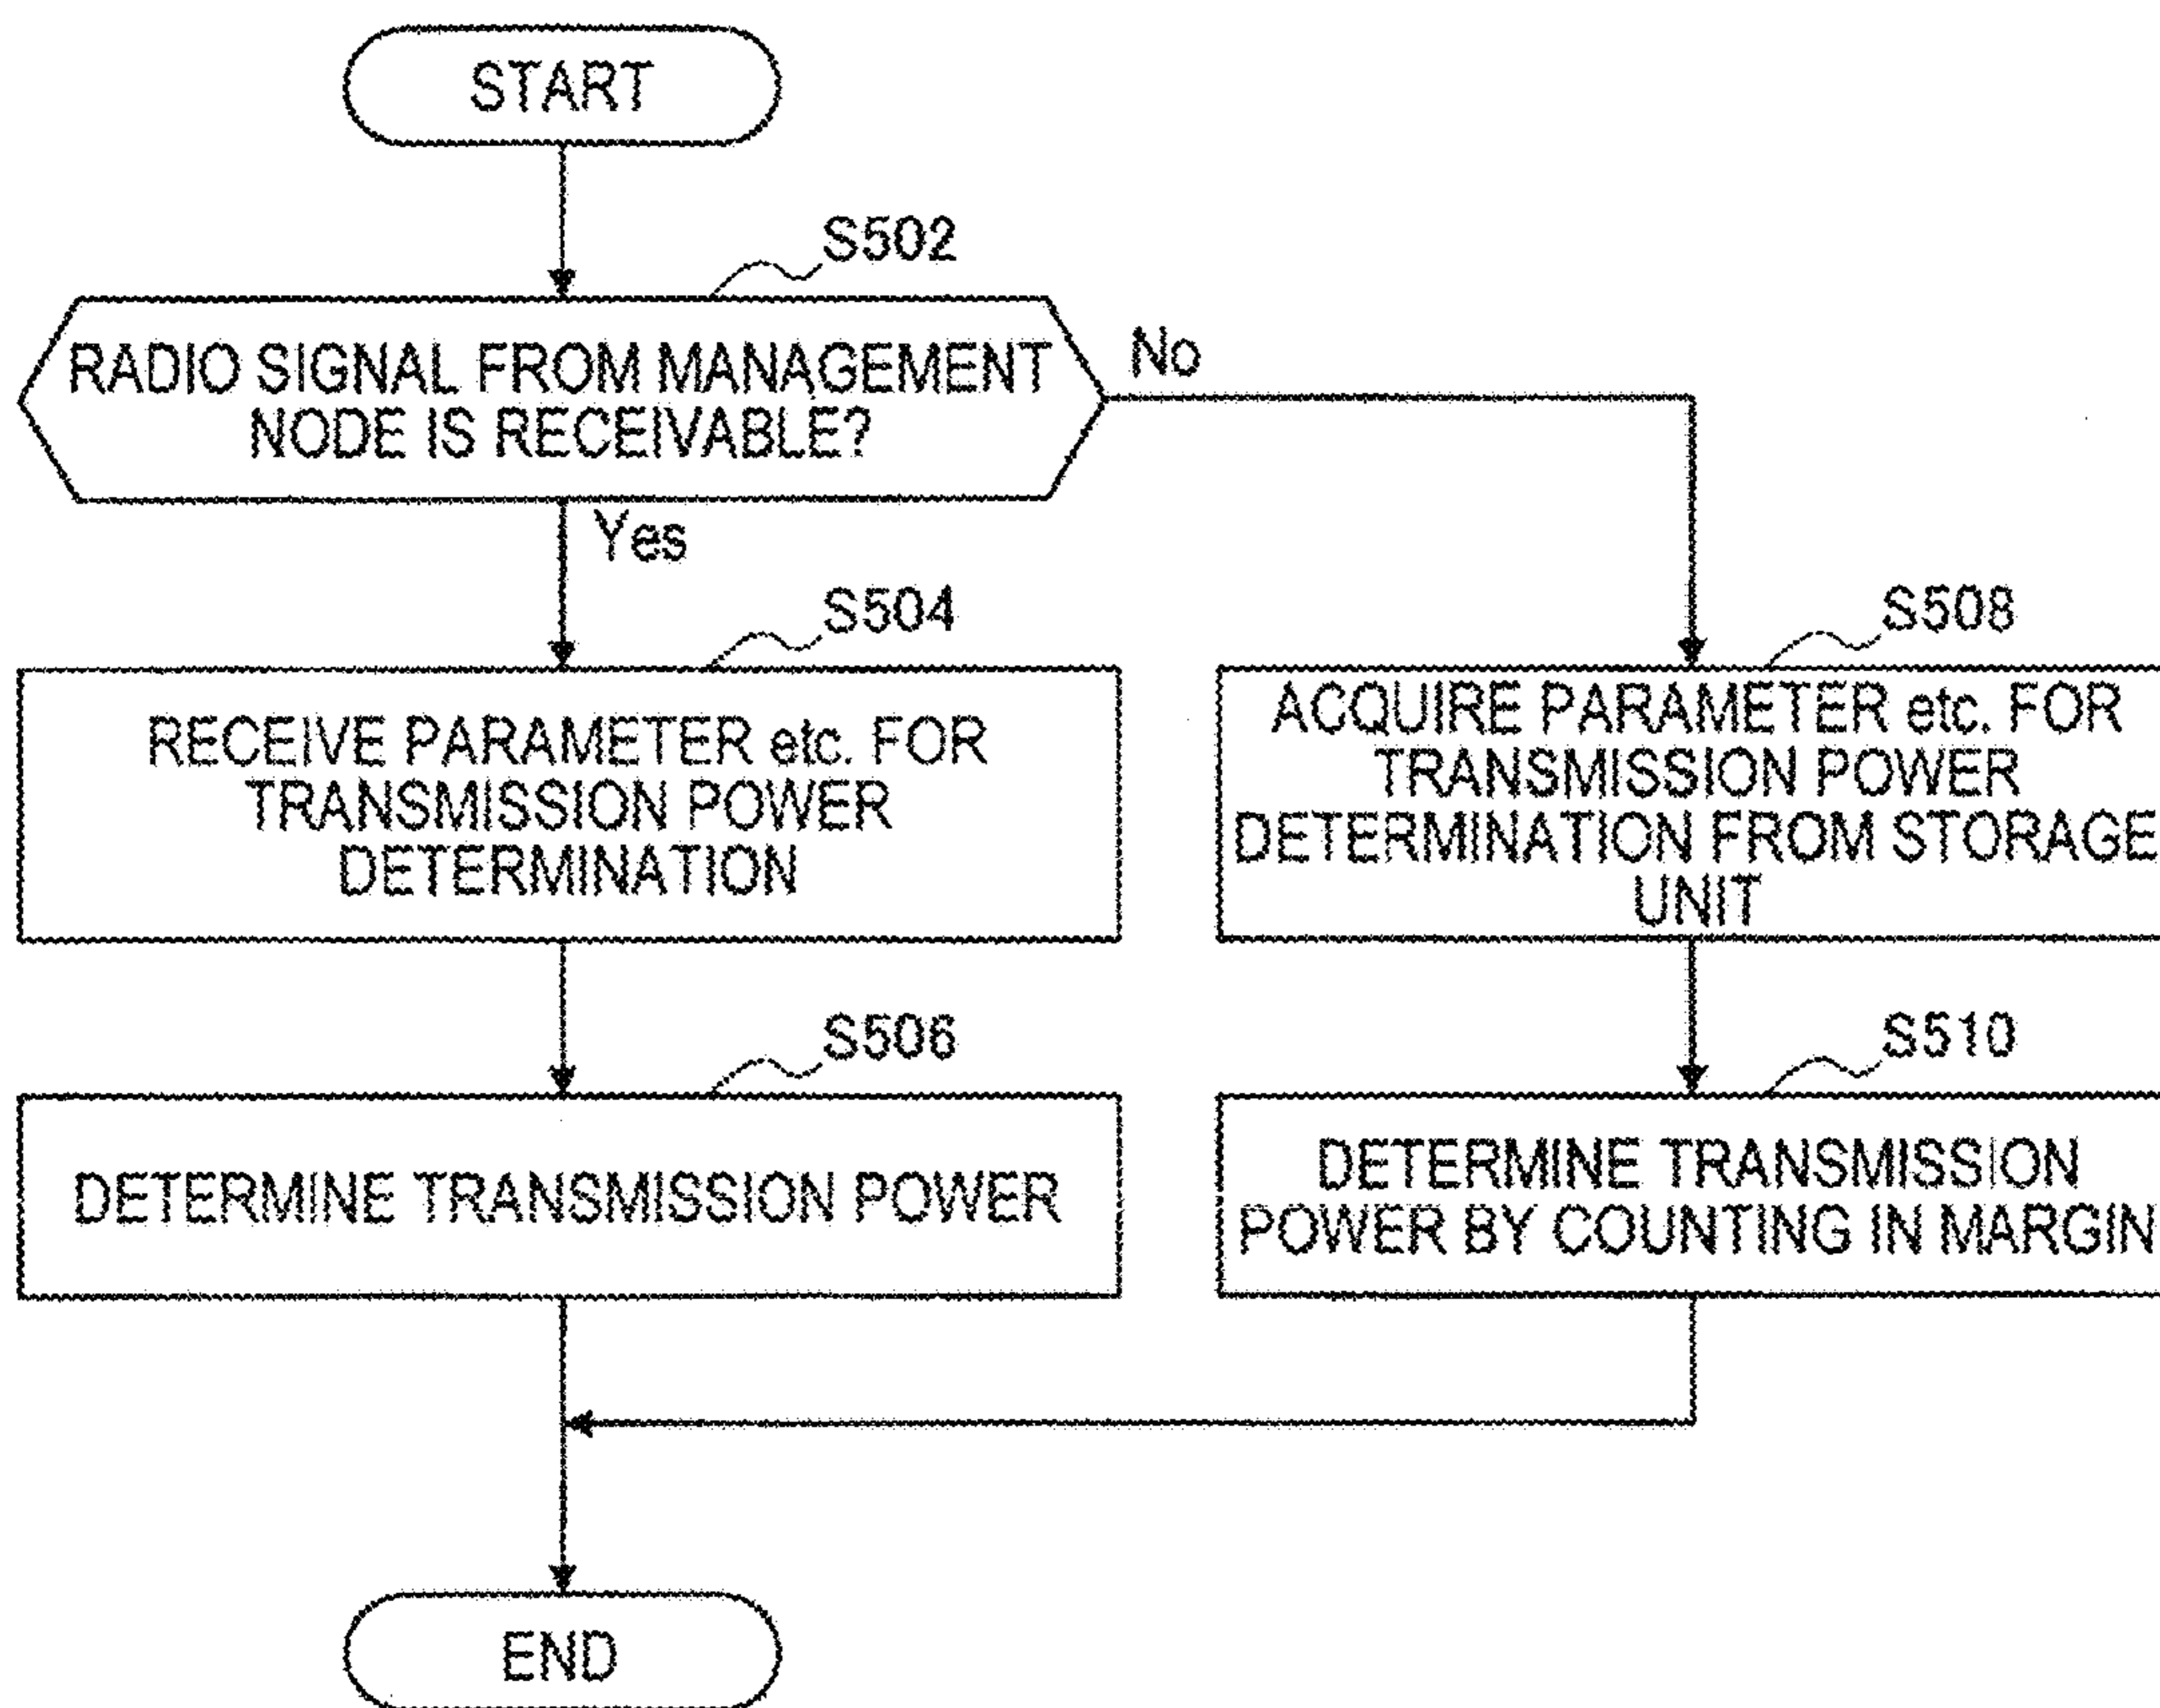 START
S502
RADIO SIGNAL FROM MANAGEMENT
NODE IS RECEIVABLE?
No
Yes
S504
RECEIVE PARAMETER etc. FOR
TRANSMISSION POWER
DETERMINATION
S508
ACQUIRE PARAMETER etc. FOR
TRANSMISSION POWER
DETERMINATION FROM STORAGE
UNIT
S506
DETERMINE TRANSMISSION POWER
S510
DETERMINE TRANSMISSION
POWER BY COUNTING IN MARGIN
END